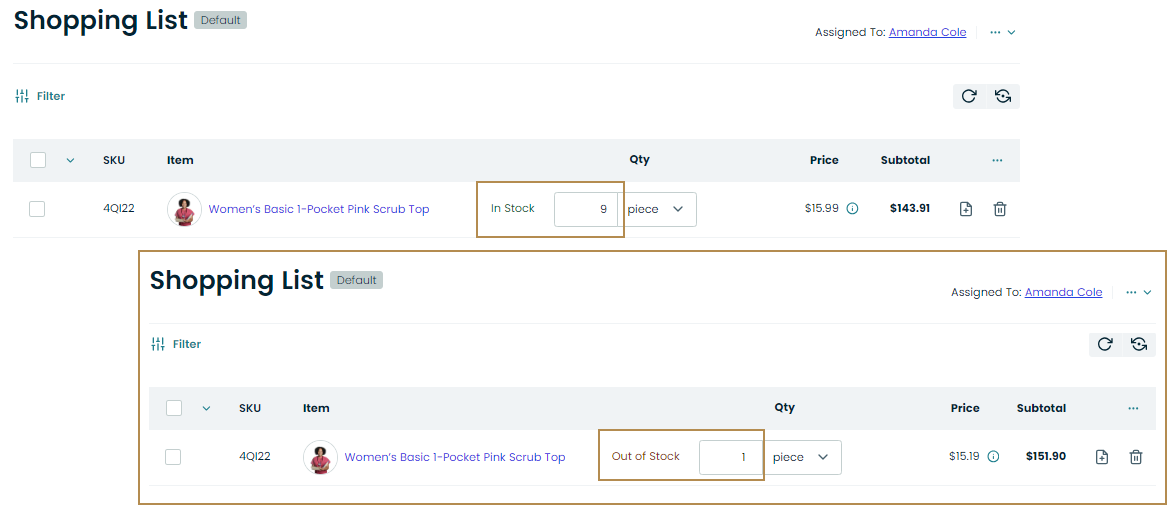 Shopping List Default
Assigned To: Amanda Cole ...
Filter
SKU Item Qty Price Subtotal ...
4QI22 Women's Basic 1-Pocket Pink Scrub Top In Stock 9 piece $15.99 $143.91
Shopping List Default
Assigned To: Amanda Cole ...
Filter
SKU Item Qty Price Subtotal ...
4QI22 Women's Basic 1-Pocket Pink Scrub Top Out of Stock 1 piece $15.19 $151.90